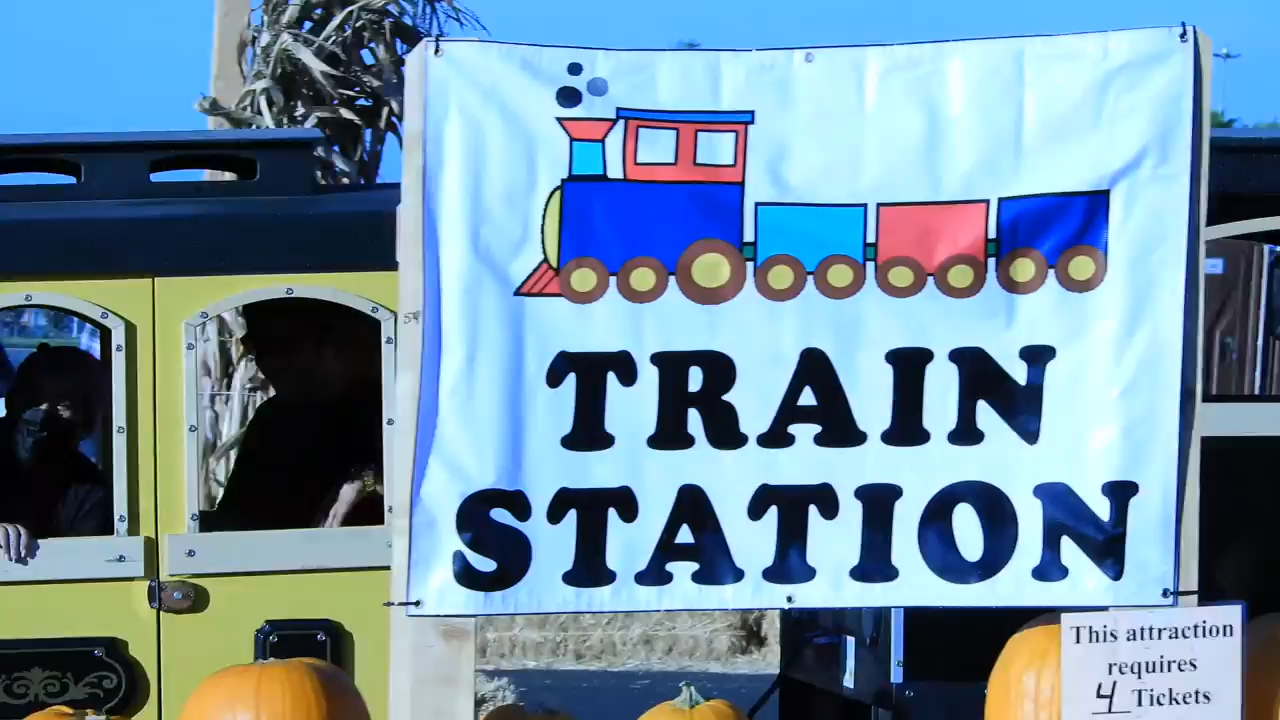 TRAIN
STATION
This attraction
requires
4 Tickets